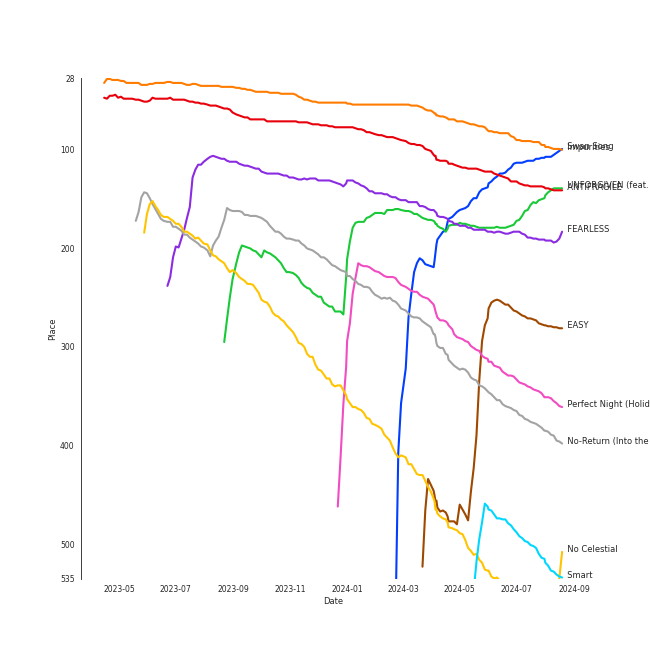 28
100
200
300
400
500
535
Place
2023-05
2023-07
2023-09
2023-11
2024-01
2024-03
2024-05
2024-07
2024-09
Date
Swan Song
Impurities
UNFORGIVEN (feat.
ANTIFRAGILE
FEARLESS
EASY
Perfect Night (Holid
No-Return (Into the
No Celestial
Smart